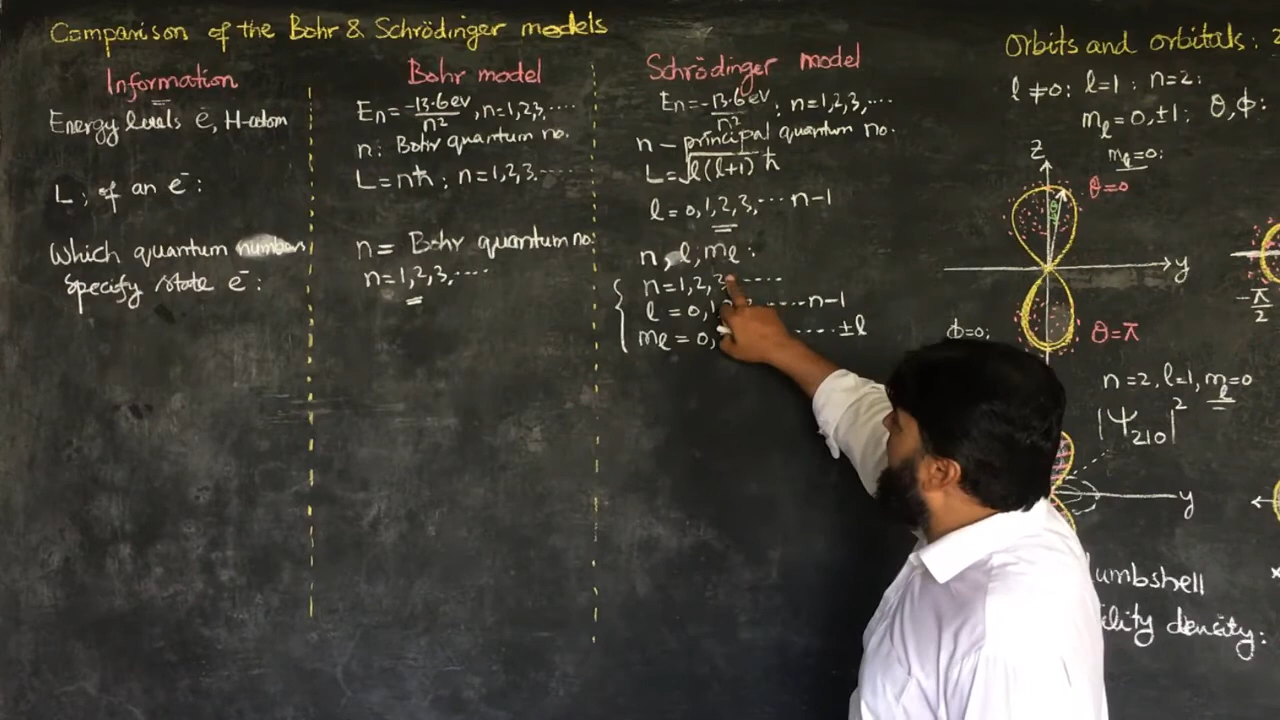 Comparison of the Bohr & Schrödinger models
Information
Energy levels e, H-atom
L; of an e⁻:
Which quantum numbers
Specify state e⁻:
Bohr model
En = -13.6 eV / n², n=1,2,3,....
n: Bohr quantum no.
L = nħ; n=1,2,3.....
n = Bohr quantum no.
n=1,2,3,....
Schrödinger model
En = -13.6 eV / n²; n=1,2,3,...
n - principal quantum no.
L=√l(l+1) ħ
l = 0,1,2,3,... n-1
n, l, ml:
n=1,2,3.....
l = 0,1 ..... n-1
ml = 0, ...... ±l
Orbits and orbitals: 2
l ≠ 0: l=1: n=2:
ml = 0, ±1: θ, φ:
ml=0:
Z
θ=0
θ
y
-π/2
φ=0:
θ=π
n=2, l=1, ml=0
|Ψ210|²
y
umbshell
ility density: